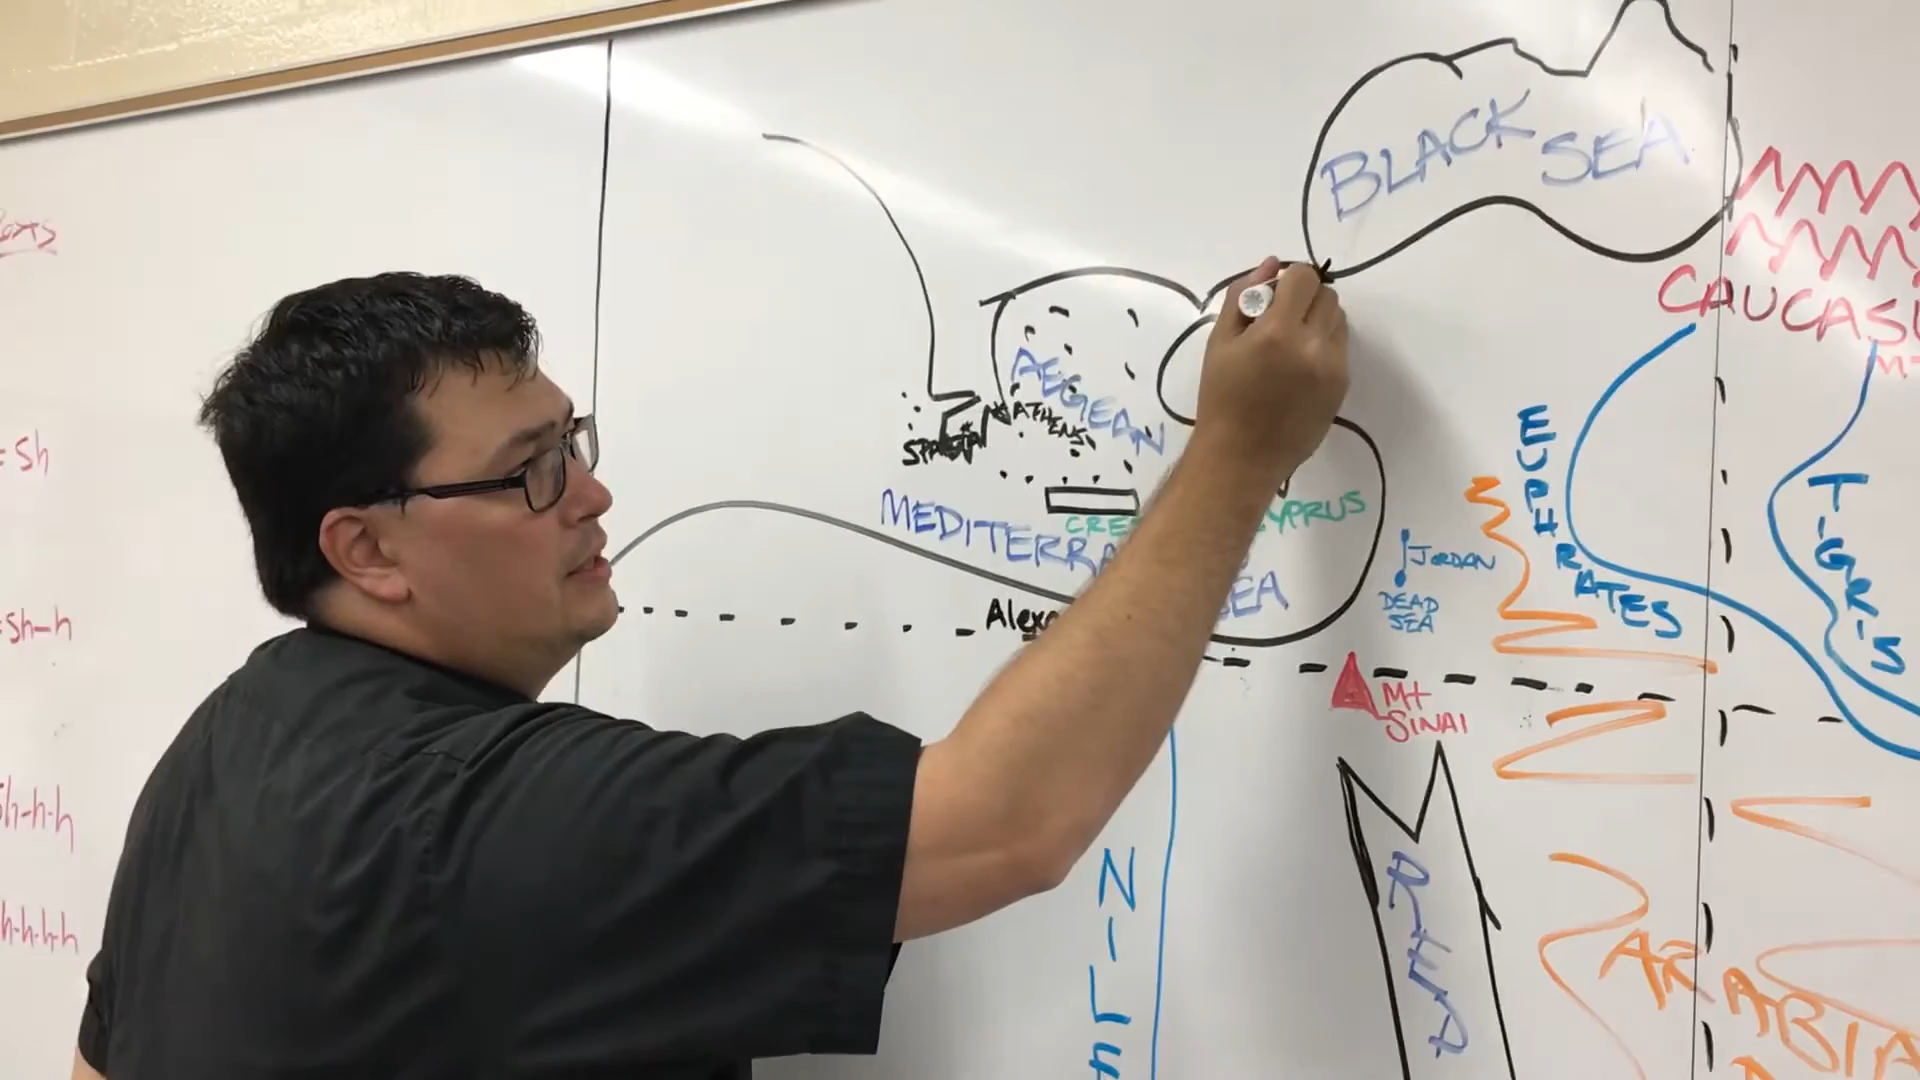 BLACK SEA
CAUCASU
AEGEAN
ATHENS
SPARTA
MEDITERRA
SEA
CRE
CYPRUS
EUPHRATES
TIGRIS
JORDAN
DEAD
SEA
Alexa
Mt
SINAI
NILE
RED
ARABIA
= Sh
= Sh-h
Sh-h-h
h-h-h-h